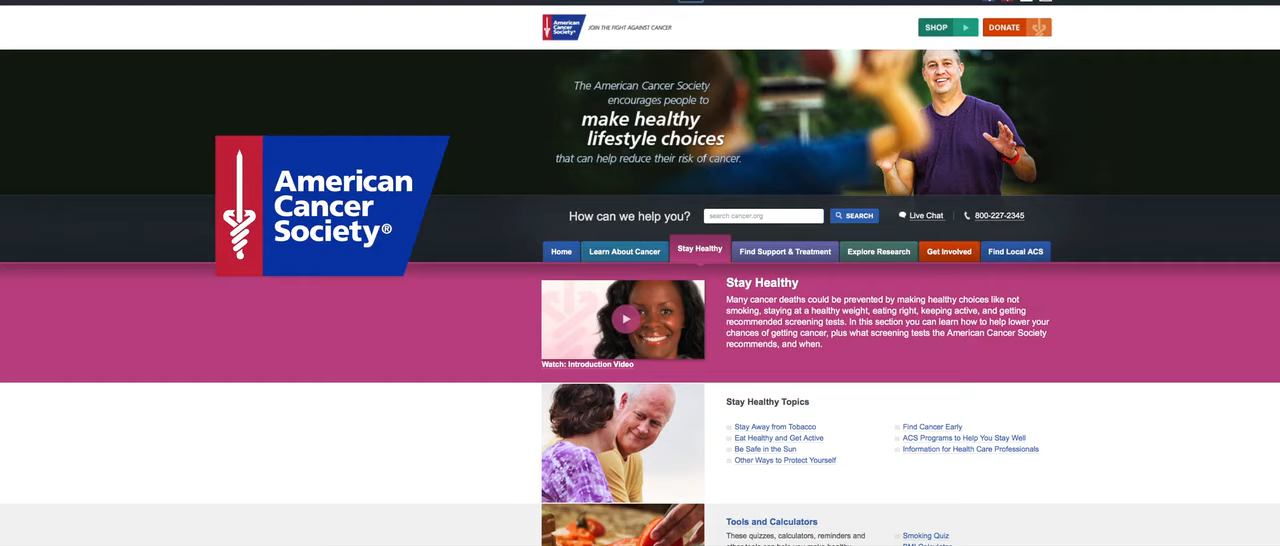 American
Cancer
Society®
JOIN THE FIGHT AGAINST CANCER
SHOP
DONATE
The American Cancer Society
encourages people to
make healthy
lifestyle choices
that can help reduce their risk of cancer.
American
Cancer
Society®
How can we help you?
search cancer.org
SEARCH
Live Chat
800-227-2345
Home
Learn About Cancer
Stay Healthy
Find Support & Treatment
Explore Research
Get Involved
Find Local ACS
Watch: Introduction Video
Stay Healthy
Many cancer deaths could be prevented by making healthy choices like not
smoking, staying at a healthy weight, eating right, keeping active, and getting
recommended screening tests. In this section you can learn how to help lower your
chances of getting cancer, plus what screening tests the American Cancer Society
recommends, and when.
Stay Healthy Topics
Stay Away from Tobacco
Eat Healthy and Get Active
Be Safe in the Sun
Other Ways to Protect Yourself
Find Cancer Early
ACS Programs to Help You Stay Well
Information for Health Care Professionals
Tools and Calculators
These quizzes, calculators, reminders and
Smoking Quiz